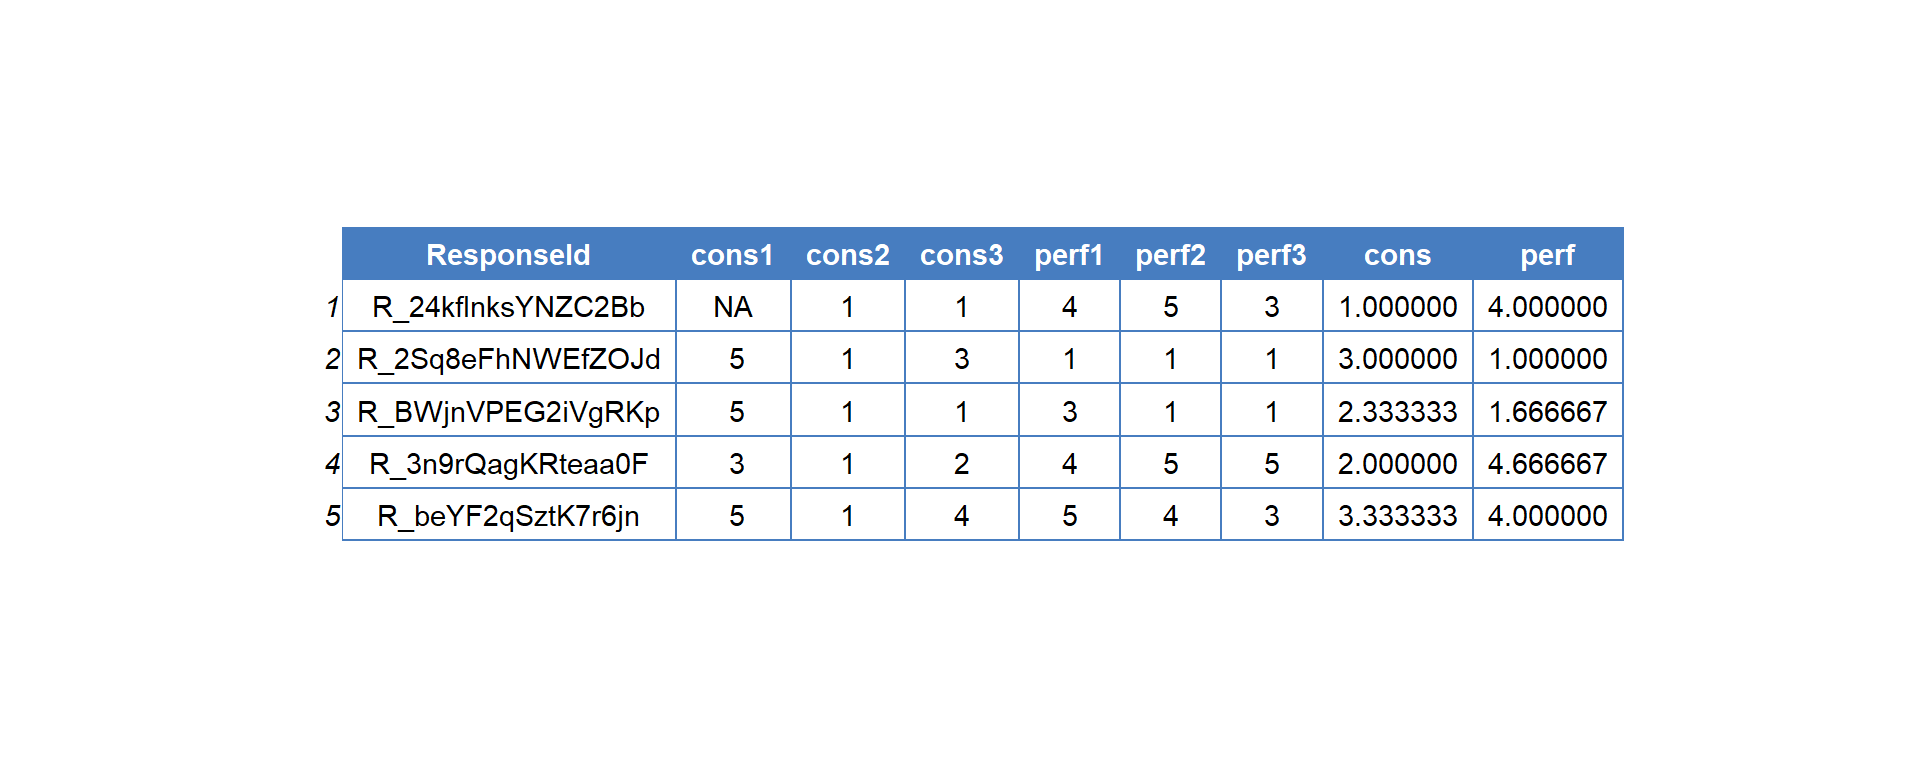 ResponseId cons1 cons2 cons3 perf1 perf2 perf3 cons perf
1 R_24kflnksYNZC2Bb NA 1 1 4 5 3 1.000000 4.000000
2 R_2Sq8eFhNWEfZOJd 5 1 3 1 1 1 3.000000 1.000000
3 R_BWjnVPEG2iVgRKp 5 1 1 3 1 1 2.333333 1.666667
4 R_3n9rQagKRteaa0F 3 1 2 4 5 5 2.000000 4.666667
5 R_beYF2qSztK7r6jn 5 1 4 5 4 3 3.333333 4.000000